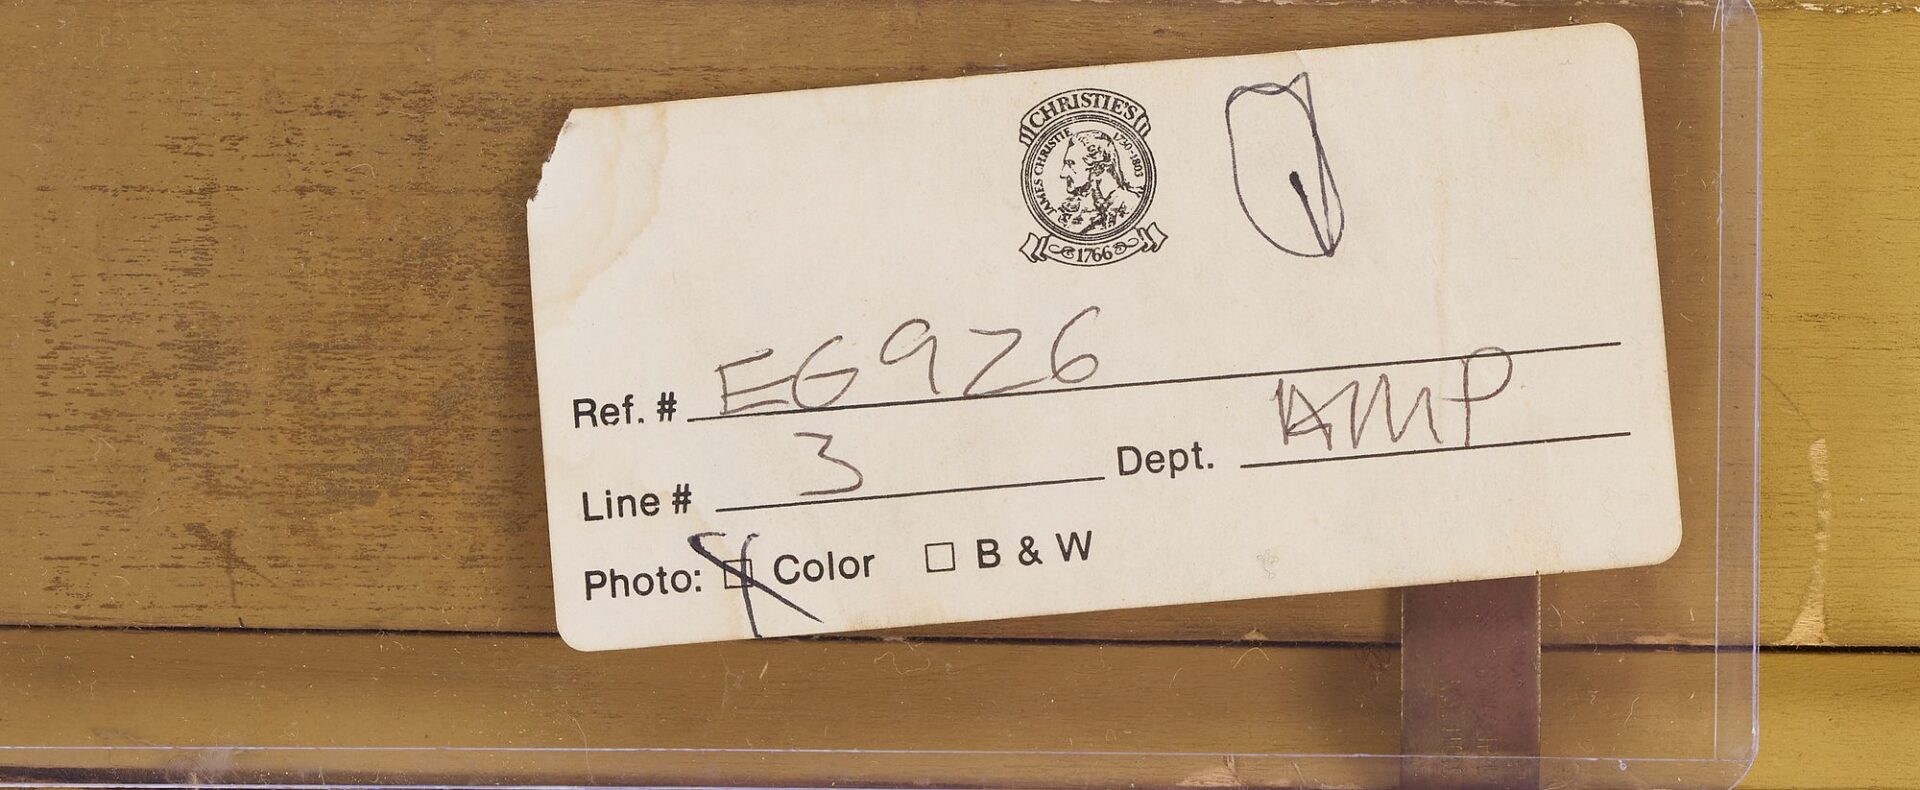 CHRISTIE'S
JAMES CHRISTIE 1730-1803
1766
Ref. # EG926
Line # 3 Dept. AMP
Photo: Color B & W